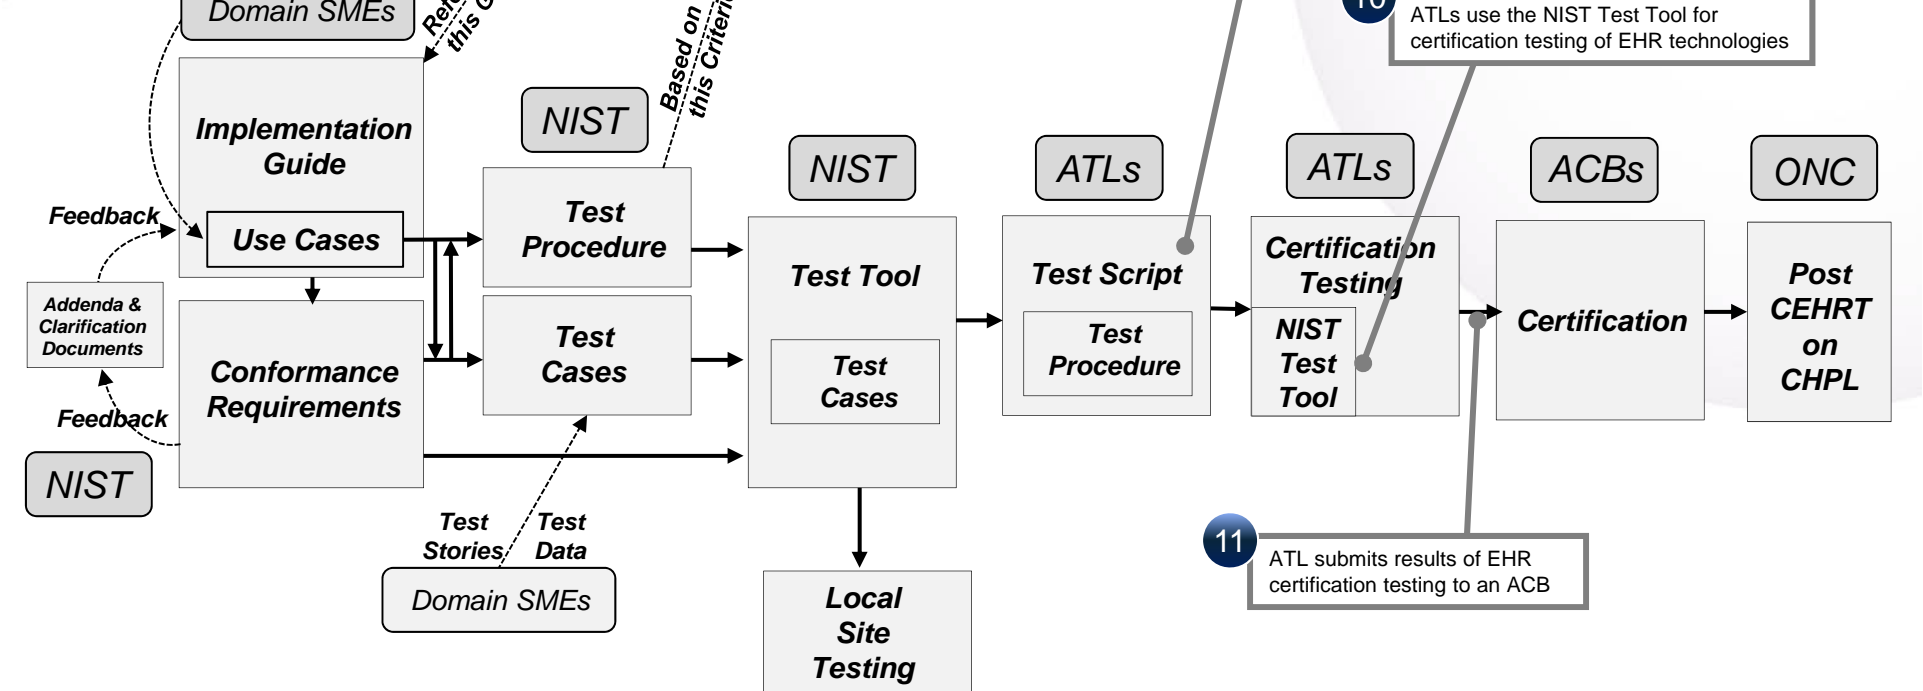 Domain SMEs
this G
Based on
this Criteri
10
ATLs use the NIST Test Tool for
certification testing of EHR technologies
Implementation
Guide
Use Cases
Feedback
Addenda &
Clarification
Documents
Feedback
NIST
Conformance
Requirements
NIST
Test
Procedure
Test
Cases
Test
Stories
Test
Data
Domain SMEs
NIST
Test Tool
Test
Cases
Local
Site
Testing
ATLs
Test Script
Test
Procedure
ATLs
Certification
Testing
NIST
Test
Tool
ACBs
Certification
ONC
Post
CEHRT
on
CHPL
11
ATL submits results of EHR
certification testing to an ACB